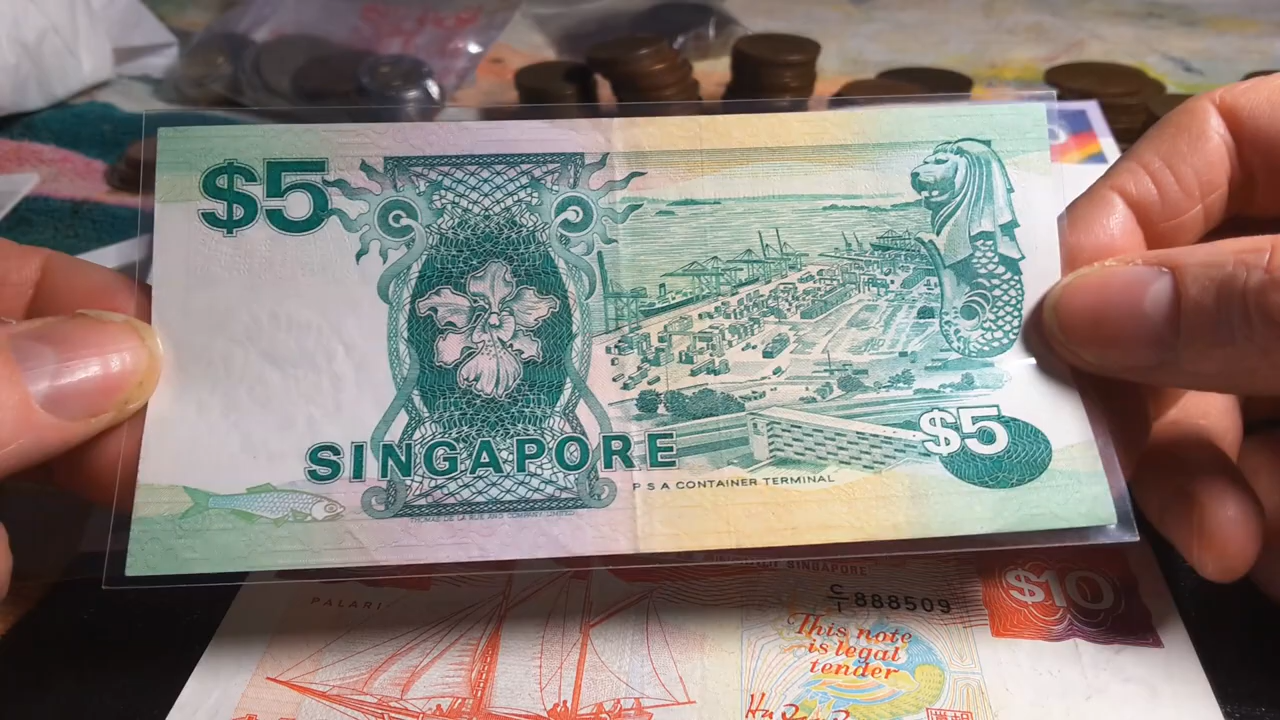 $5
SINGAPORE
P S A CONTAINER TERMINAL
$5
THOMAS DE LA RUE AND COMPANY LIMITED
SINGAPORE
$10
PALARI
C/1 888509
This note
is legal
tender